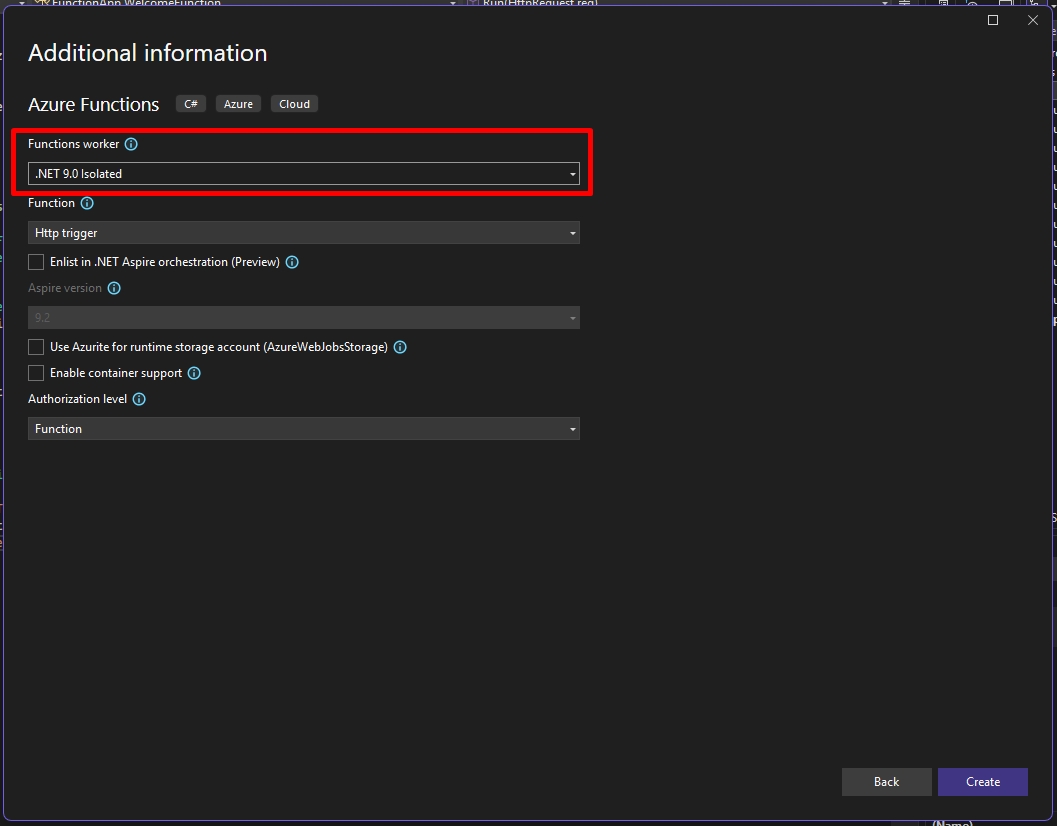 FunctionApp.WelcomeFunction
Run(HttpRequest req)
Additional information
Azure Functions C# Azure Cloud
Functions worker
.NET 9.0 Isolated
Function
Http trigger
Enlist in .NET Aspire orchestration (Preview)
Aspire version
9.2
Use Azurite for runtime storage account (AzureWebJobsStorage)
Enable container support
Authorization level
Function
Back Create
(Name)